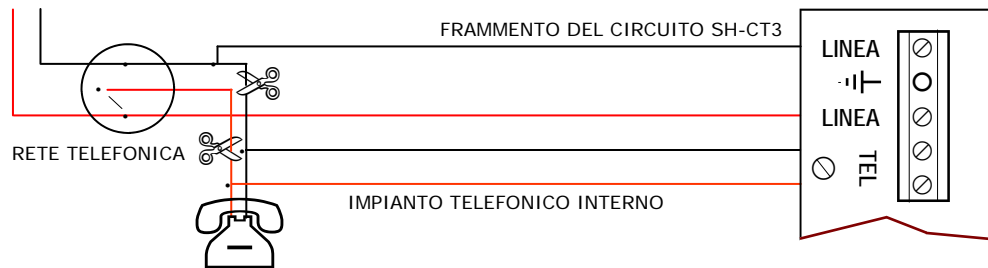 FRAMMENTO DEL CIRCUITO SH-CT3
LINEA
LINEA
RETE TELEFONICA
TEL
IMPIANTO TELEFONICO INTERNO